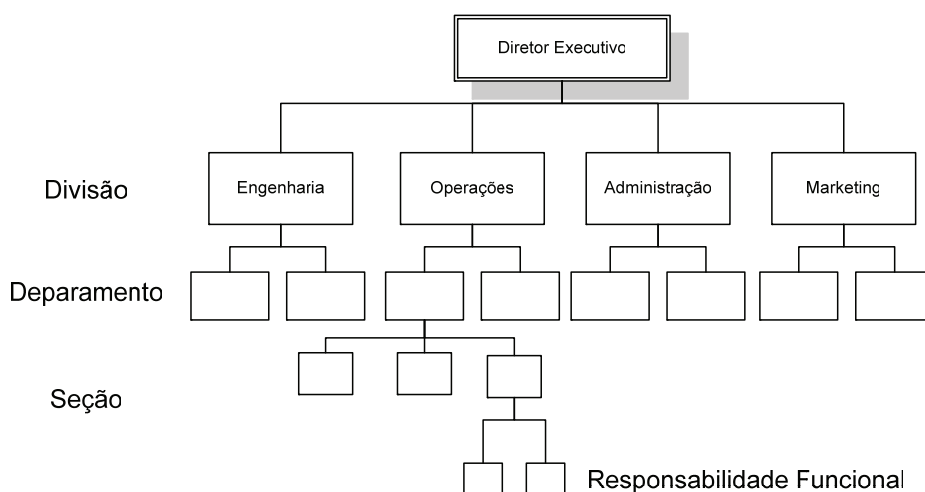 Diretor Executivo
Divisão
Engenharia
Operações
Administração
Marketing
Deparamento
Seção
Responsabilidade Funcional